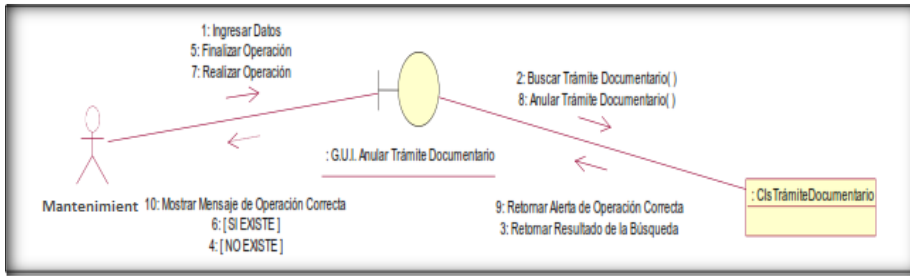 1: Ingresar Datos
5: Finalizar Operación
7: Realizar Operación
2: Buscar Trámite Documentario( )
8: Anular Trámite Documentario( )
: G.U.I. Anular Trámite Documentario
: ClsTrámiteDocumentario
Mantenimient
10: Mostrar Mensaje de Operación Correcta
6: [ SI EXISTE ]
4: [ NO EXISTE ]
9: Retornar Alerta de Operación Correcta
3: Retornar Resultado de la Búsqueda